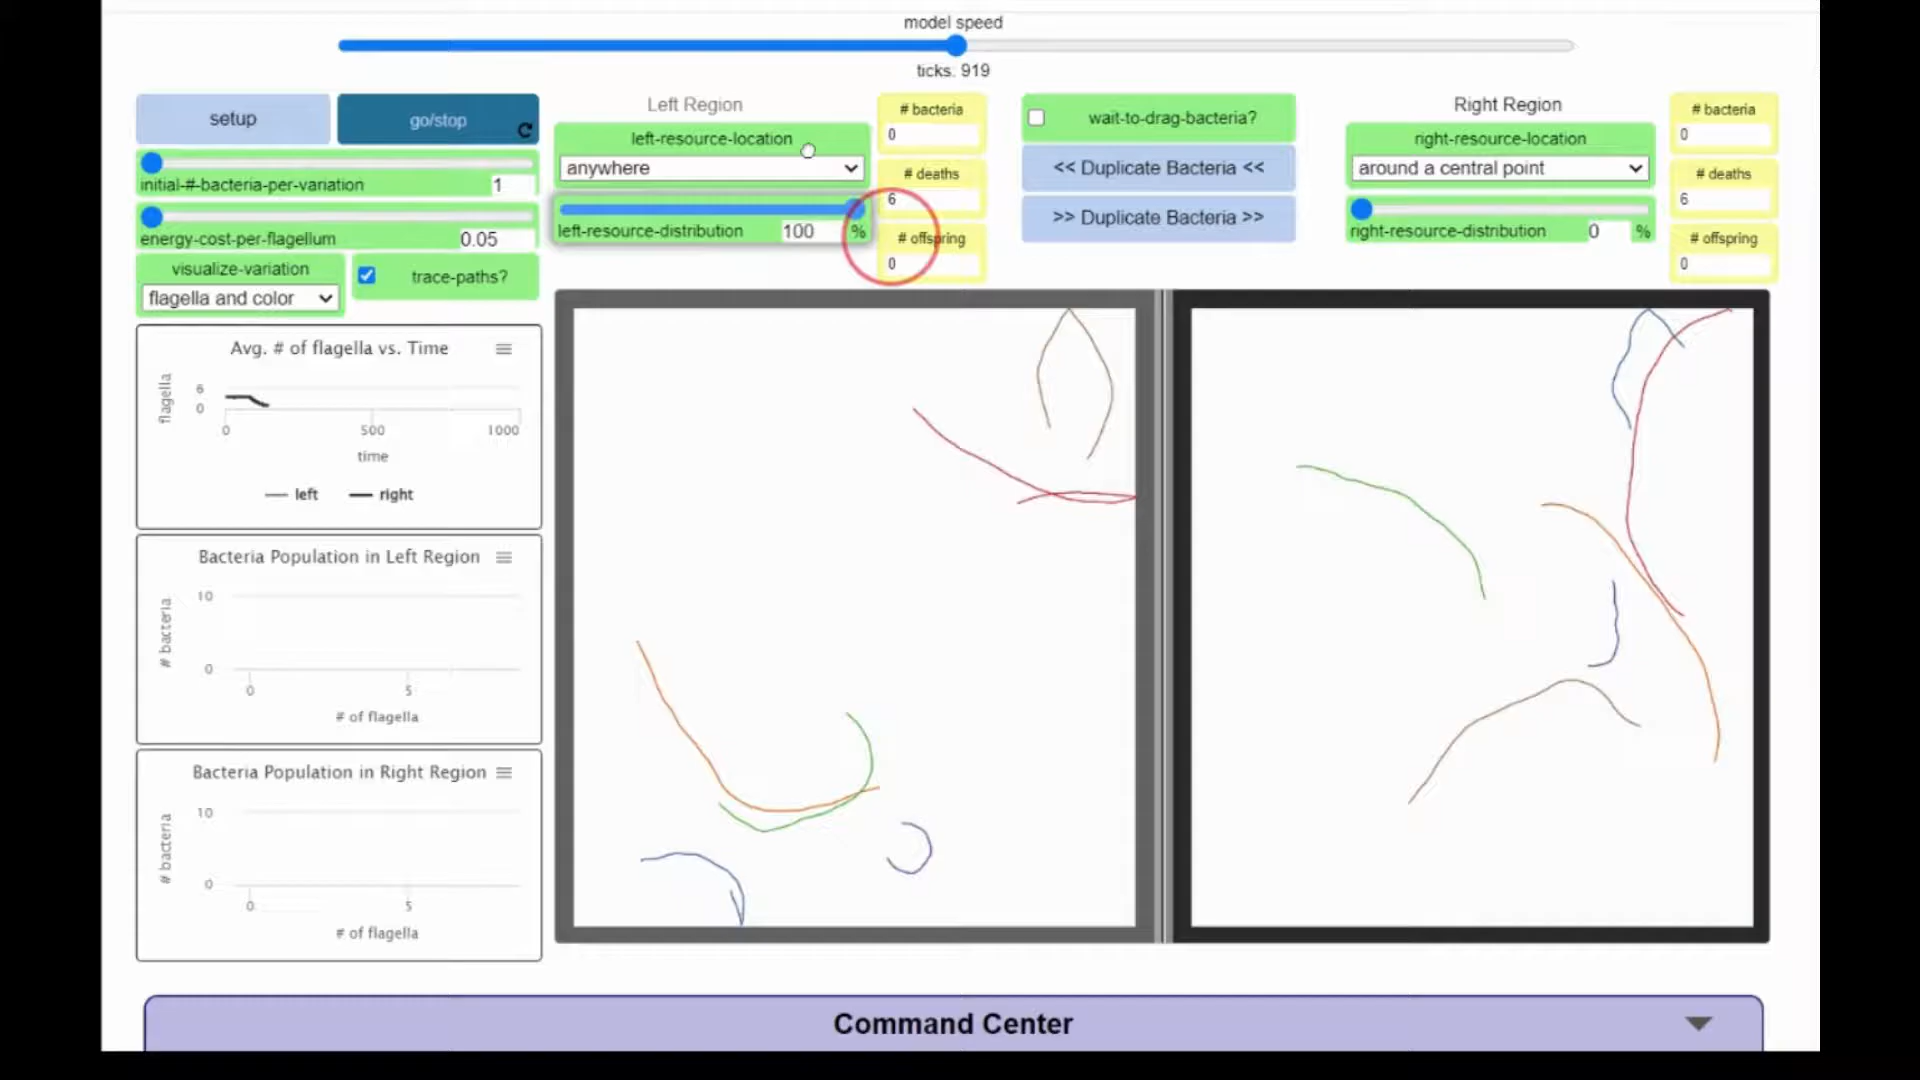 model speed
ticks: 919
setup
go/stop
initial-#-bacteria-per-variation 1
energy-cost-per-flagellum 0.05
visualize-variation
flagella and color
trace-paths?
Left Region
left-resource-location
anywhere
left-resource-distribution 100 %
# bacteria
0
# deaths
6
# offspring
0
wait-to-drag-bacteria?
<< Duplicate Bacteria <<
>> Duplicate Bacteria >>
Right Region
right-resource-location
around a central point
right-resource-distribution 0 %
# bacteria
0
# deaths
6
# offspring
0
Avg. # of flagella vs. Time
flagella
6
0
0 500 1000
time
left right
Bacteria Population in Left Region
# bacteria
10
0
0 5
# of flagella
Bacteria Population in Right Region
# bacteria
10
0
0 5
# of flagella
Command Center